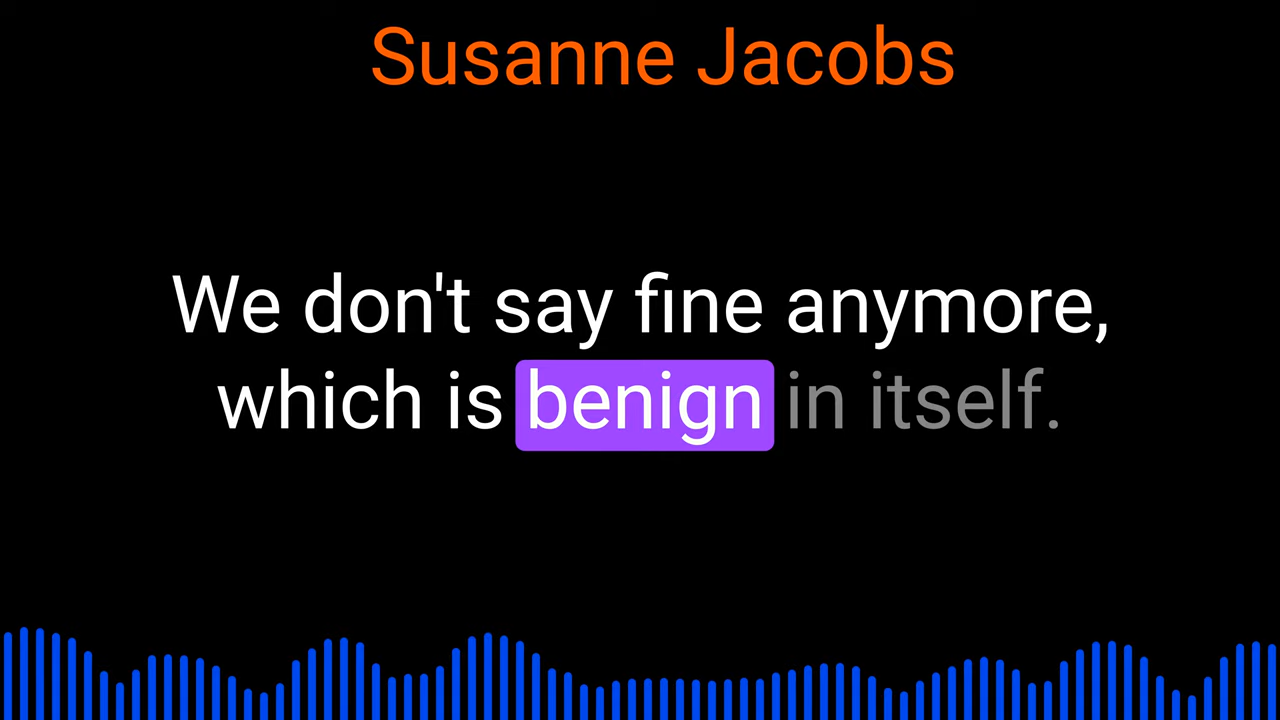 Susanne Jacobs
We don't say fine anymore,
which is benign in itself.